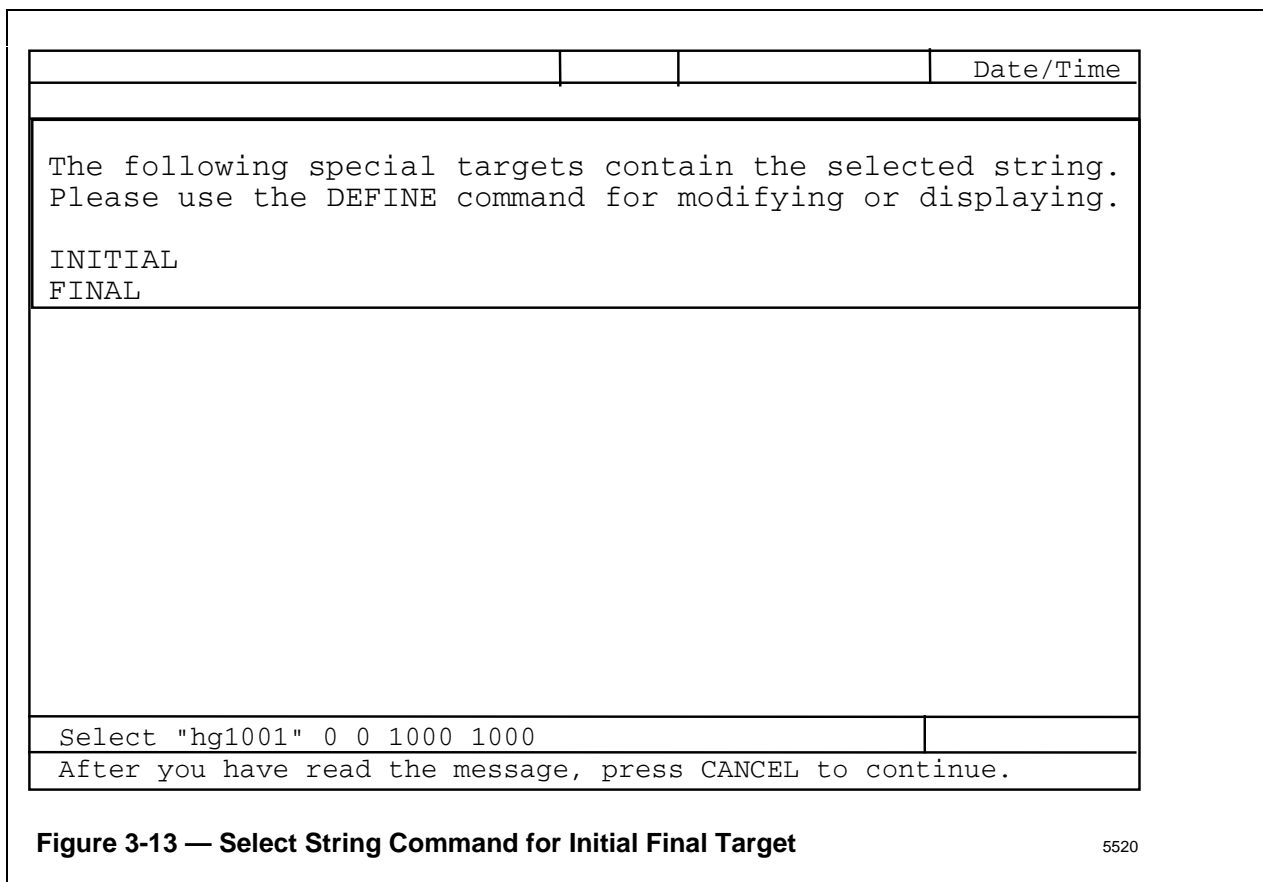 Date/Time
The following special targets contain the selected string.
Please use the DEFINE command for modifying or displaying.
INITIAL
FINAL
Select "hg1001" 0 0 1000 1000
After you have read the message, press CANCEL to continue.
Figure 3-13 — Select String Command for Initial Final Target 5520